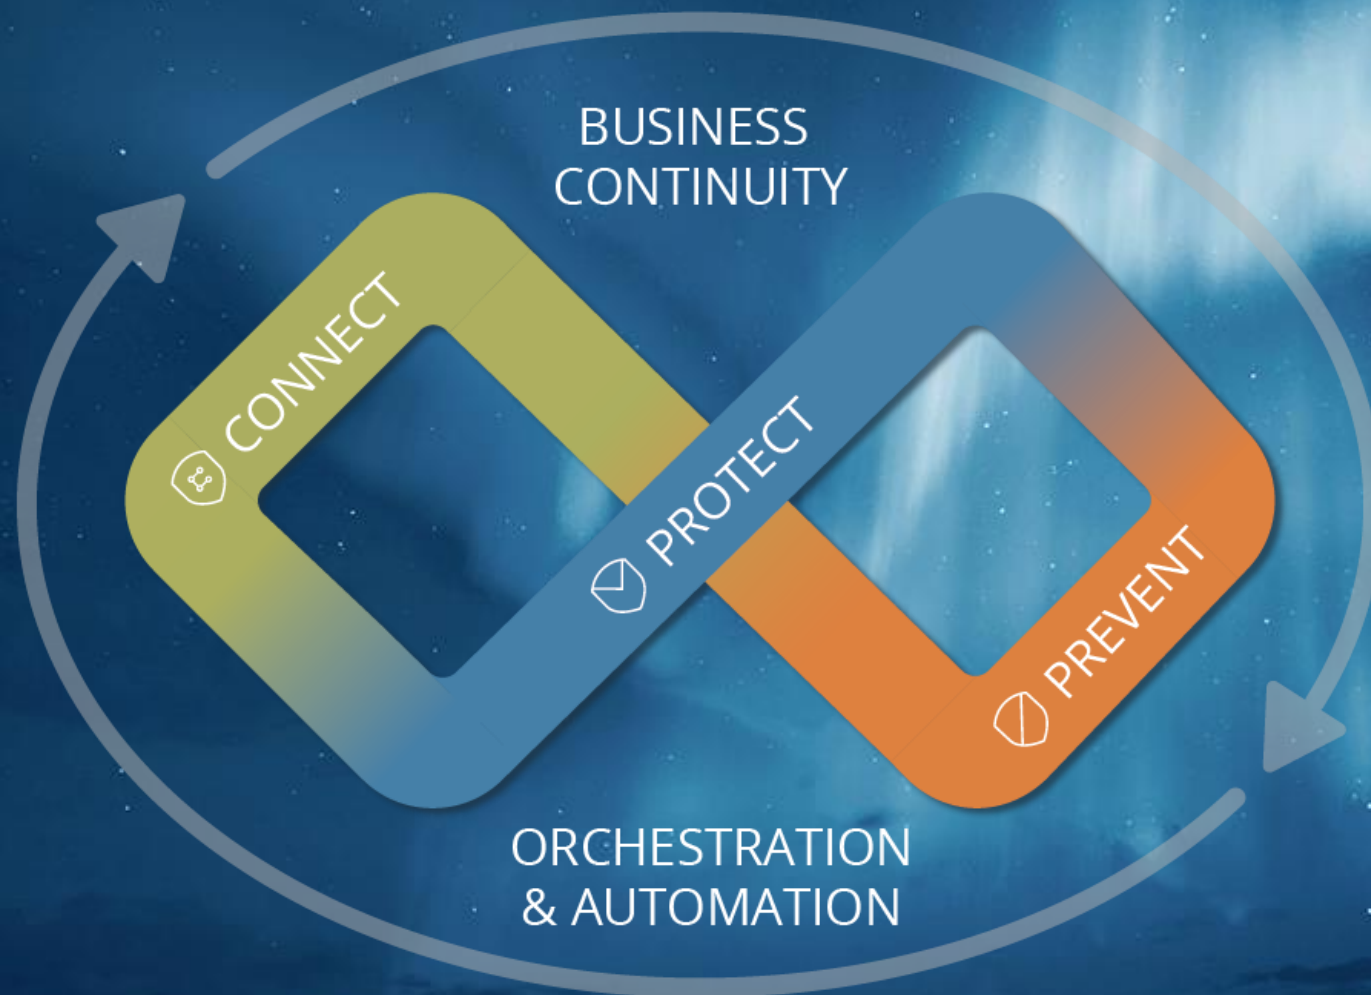 BUSINESS
CONTINUITY
CONNECT
PROTECT
PREVENT
ORCHESTRATION
& AUTOMATION